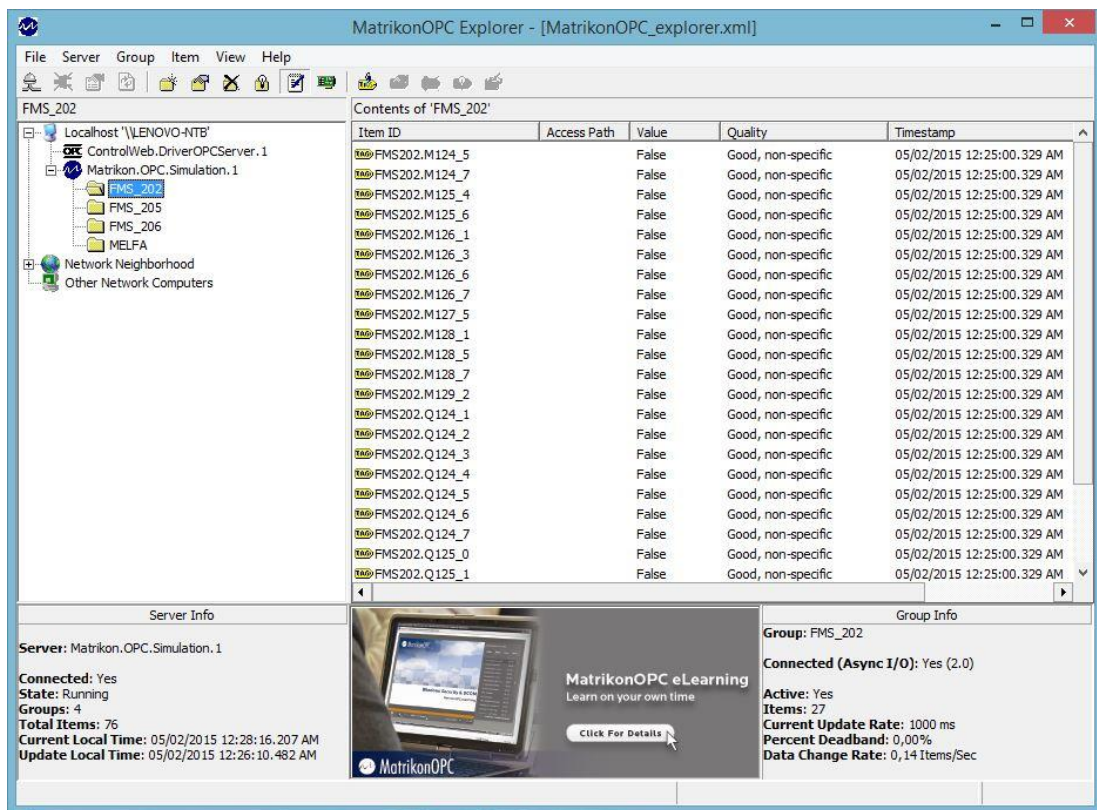 MatrikonOPC Explorer - [MatrikonOPC_explorer.xml]
File Server Group Item View Help
FMS_202
Contents of 'FMS_202'
Localhost '\\LENOVO-NTB'
ControlWeb.DriverOPCServer.1
Matrikon.OPC.Simulation.1
FMS_202
FMS_205
FMS_206
MELFA
Network Neighborhood
Other Network Computers
Item ID Access Path Value Quality Timestamp
FMS202.M124_5 False Good, non-specific 05/02/2015 12:25:00.329 AM
FMS202.M124_7 False Good, non-specific 05/02/2015 12:25:00.329 AM
FMS202.M125_4 False Good, non-specific 05/02/2015 12:25:00.329 AM
FMS202.M125_6 False Good, non-specific 05/02/2015 12:25:00.329 AM
FMS202.M126_1 False Good, non-specific 05/02/2015 12:25:00.329 AM
FMS202.M126_3 False Good, non-specific 05/02/2015 12:25:00.329 AM
FMS202.M126_6 False Good, non-specific 05/02/2015 12:25:00.329 AM
FMS202.M126_7 False Good, non-specific 05/02/2015 12:25:00.329 AM
FMS202.M127_5 False Good, non-specific 05/02/2015 12:25:00.329 AM
FMS202.M128_1 False Good, non-specific 05/02/2015 12:25:00.329 AM
FMS202.M128_5 False Good, non-specific 05/02/2015 12:25:00.329 AM
FMS202.M128_7 False Good, non-specific 05/02/2015 12:25:00.329 AM
FMS202.M129_2 False Good, non-specific 05/02/2015 12:25:00.329 AM
FMS202.Q124_1 False Good, non-specific 05/02/2015 12:25:00.329 AM
FMS202.Q124_2 False Good, non-specific 05/02/2015 12:25:00.329 AM
FMS202.Q124_3 False Good, non-specific 05/02/2015 12:25:00.329 AM
FMS202.Q124_4 False Good, non-specific 05/02/2015 12:25:00.329 AM
FMS202.Q124_5 False Good, non-specific 05/02/2015 12:25:00.329 AM
FMS202.Q124_6 False Good, non-specific 05/02/2015 12:25:00.329 AM
FMS202.Q124_7 False Good, non-specific 05/02/2015 12:25:00.329 AM
FMS202.Q125_0 False Good, non-specific 05/02/2015 12:25:00.329 AM
FMS202.Q125_1 False Good, non-specific 05/02/2015 12:25:00.329 AM
Server Info
Server: Matrikon.OPC.Simulation.1
Connected: Yes
State: Running
Groups: 4
Total Items: 76
Current Local Time: 05/02/2015 12:28:16.207 AM
Update Local Time: 05/02/2015 12:26:10.482 AM
MatrikonOPC eLearning
Learn on your own time
Click For Details
MatrikonOPC
Group Info
Group: FMS_202
Connected (Async I/O): Yes (2.0)
Active: Yes
Items: 27
Current Update Rate: 1000 ms
Percent Deadband: 0,00%
Data Change Rate: 0,14 Items/Sec